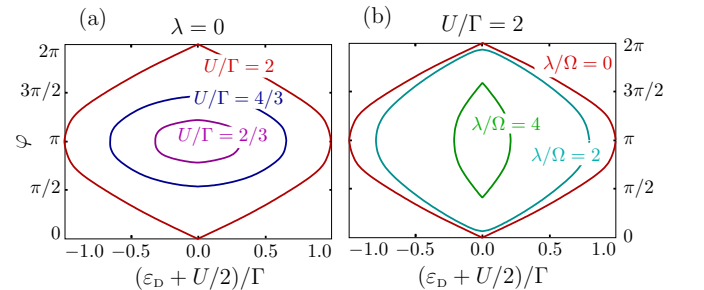 (a) λ = 0
2π
3π/2
φ π
π/2
0
U/Γ = 2
U/Γ = 4/3
U/Γ = 2/3
−1.0 −0.5 0.0 0.5 1.0
(ε_D + U/2)/Γ
(b) U/Γ = 2
λ/Ω = 0
λ/Ω = 4
λ/Ω = 2
2π
3π/2
π
π/2
0
−1.0 −0.5 0.0 0.5 1.0
(ε_D + U/2)/Γ